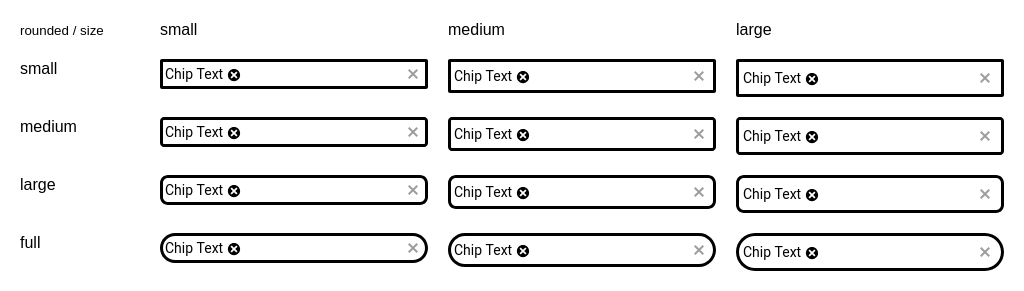 rounded / size small medium large
small Chip Text Chip Text Chip Text
medium Chip Text Chip Text Chip Text
large Chip Text Chip Text Chip Text
full Chip Text Chip Text Chip Text